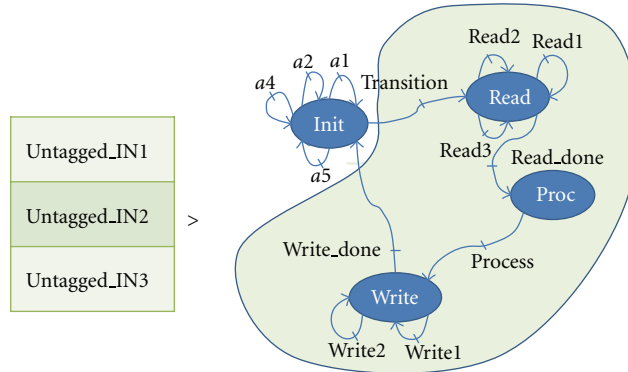 Untagged_IN1
Untagged_IN2
Untagged_IN3
>
a4
a2
a1
a5
Init
Transition
Read2
Read1
Read
Read3
Read_done
Proc
Process
Write_done
Write
Write2
Write1